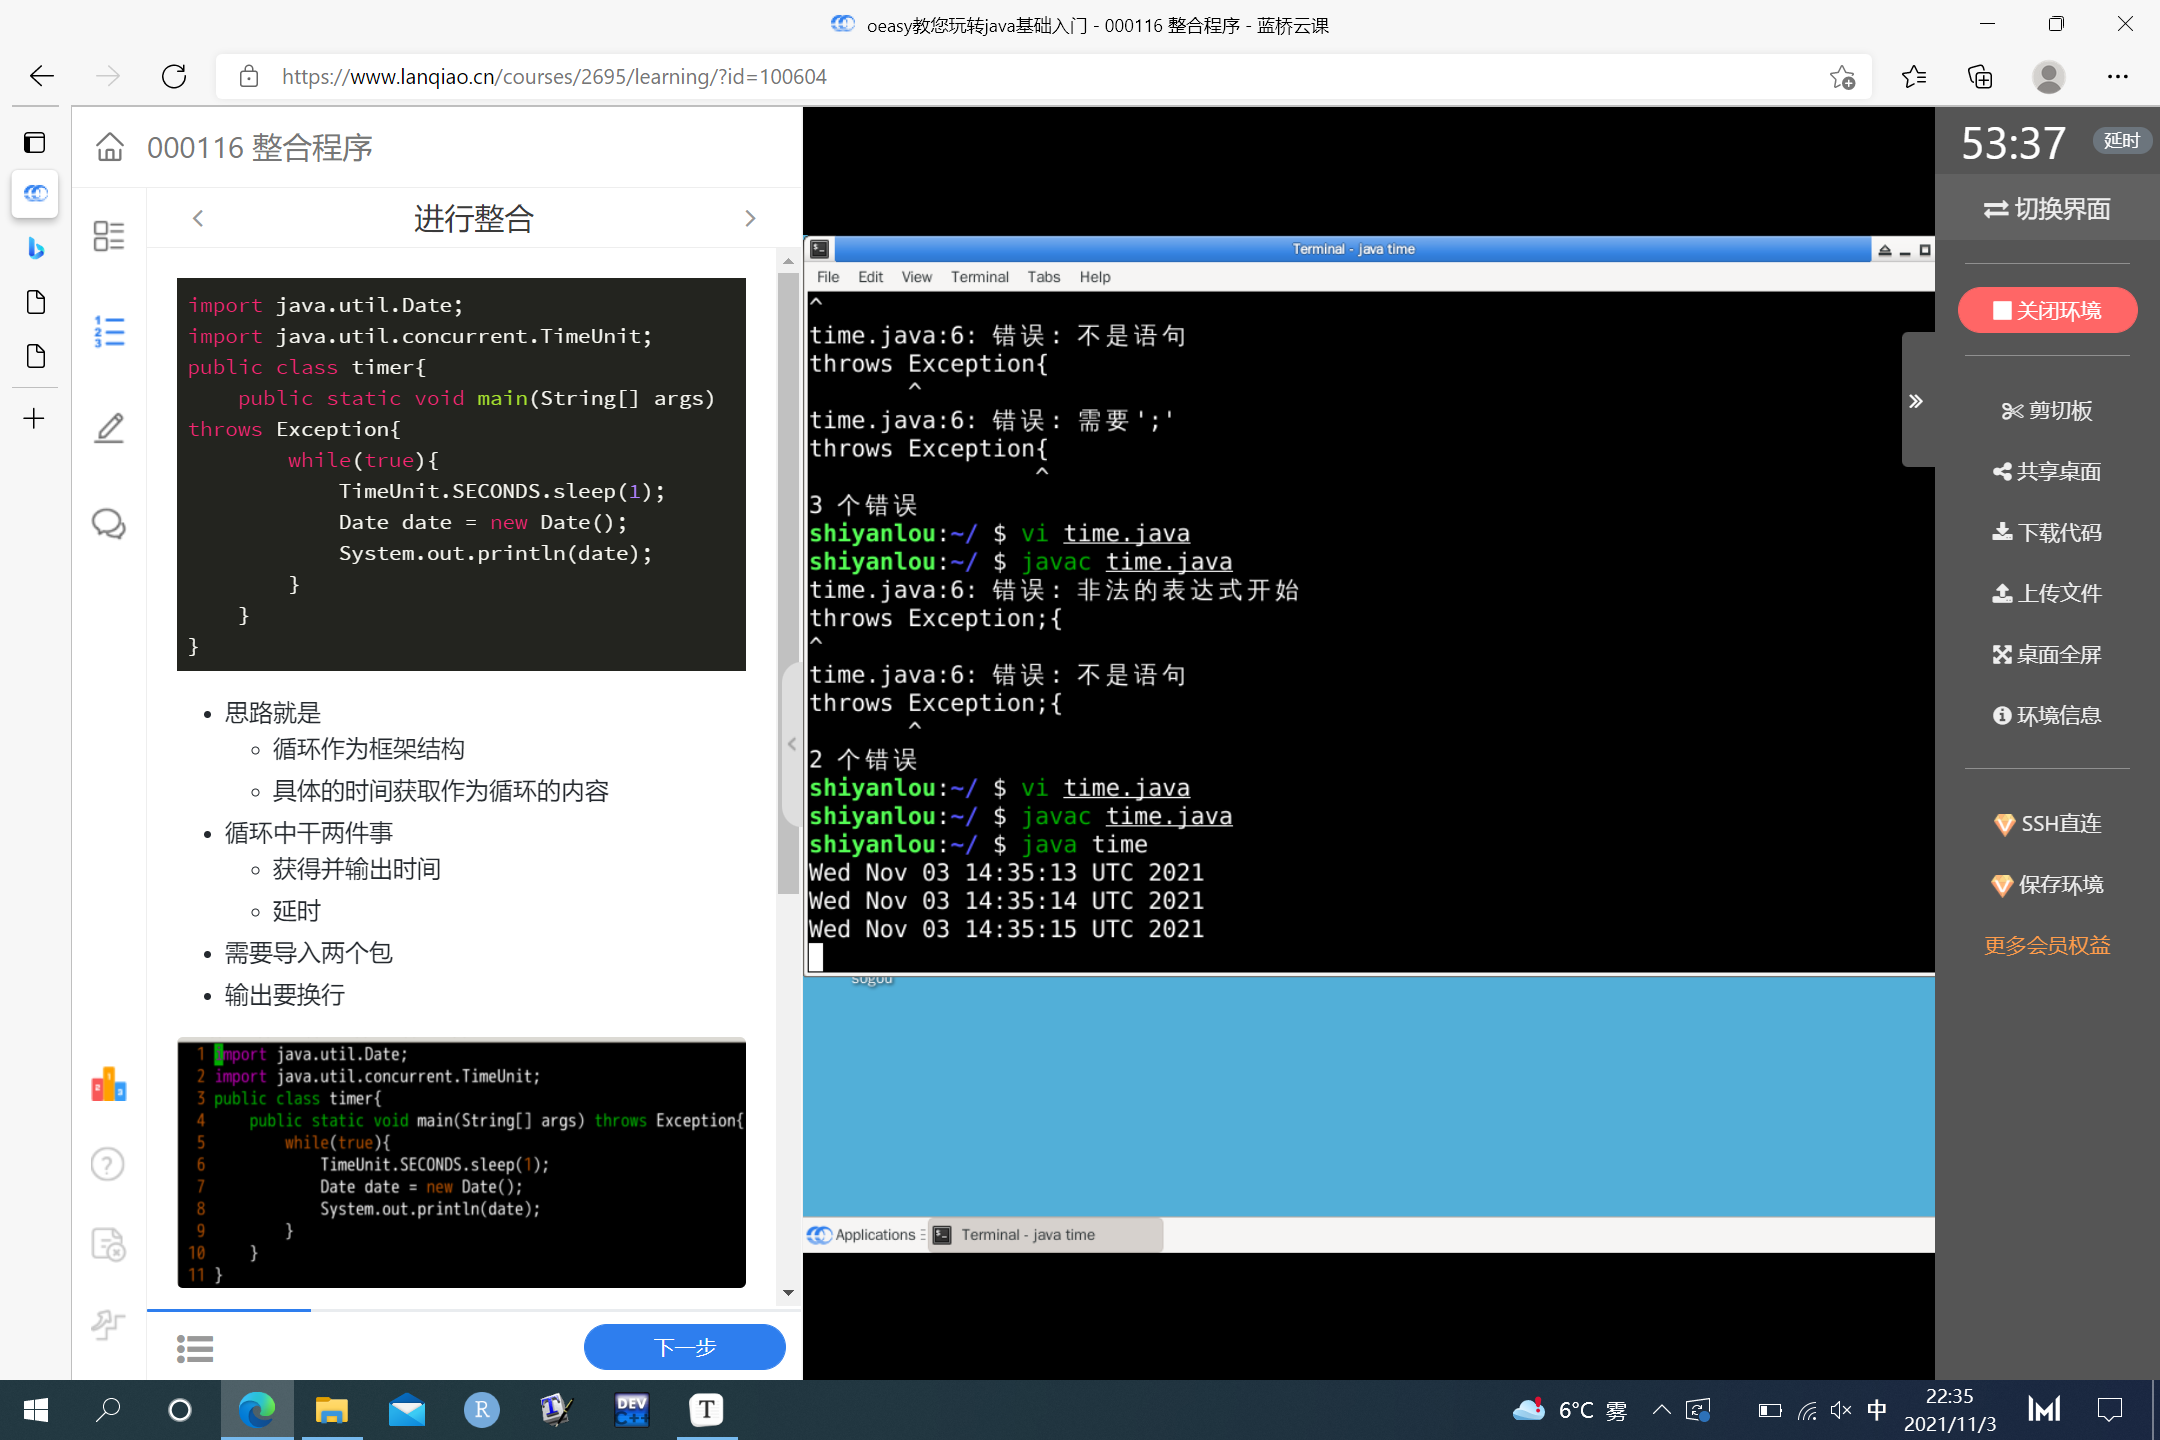 oeasy教您玩转java基础入门 - 000116 整合程序 - 蓝桥云课
https://www.lanqiao.cn/courses/2695/learning/?id=100604
000116 整合程序
进行整合
import java.util.Date;
import java.util.concurrent.TimeUnit;
public class timer{
public static void main(String[] args)
throws Exception{
while(true){
TimeUnit.SECONDS.sleep(1);
Date date = new Date();
System.out.println(date);
}
}
}
思路就是
循环作为框架结构
具体的时间获取作为循环的内容
循环中干两件事
获得并输出时间
延时
需要导入两个包
输出要换行
1 import java.util.Date;
2 import java.util.concurrent.TimeUnit;
3 public class timer{
4 public static void main(String[] args) throws Exception{
5 while(true){
6 TimeUnit.SECONDS.sleep(1);
7 Date date = new Date();
8 System.out.println(date);
9 }
10 }
11 }
下一步
Terminal - java time
File Edit View Terminal Tabs Help
^
time.java:6: 错误: 不是语句
throws Exception{
^
time.java:6: 错误: 需要';'
throws Exception{
^
3 个错误
shiyanlou:~/ $ vi time.java
shiyanlou:~/ $ javac time.java
time.java:6: 错误: 非法的表达式开始
throws Exception;{
^
time.java:6: 错误: 不是语句
throws Exception;{
^
2 个错误
shiyanlou:~/ $ vi time.java
shiyanlou:~/ $ javac time.java
shiyanlou:~/ $ java time
Wed Nov 03 14:35:13 UTC 2021
Wed Nov 03 14:35:14 UTC 2021
Wed Nov 03 14:35:15 UTC 2021
sogou
Applications
Terminal - java time
53:37 延时
切换界面
关闭环境
剪切板
共享桌面
下载代码
上传文件
桌面全屏
环境信息
SSH直连
保存环境
更多会员权益
R
DEV
C++
T
6°C 雾
中
22:35
2021/11/3